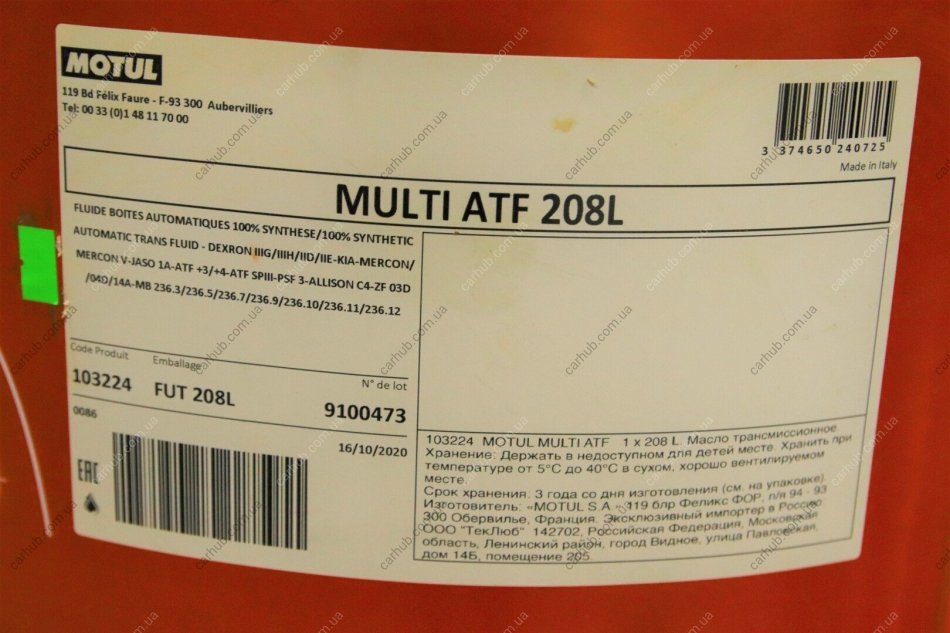 MOTUL
119 Bd Félix Faure - F-93 300 Aubervilliers
Tel: 00 33 (0)1 48 11 70 00
3 374650 240725
Made in Italy
MULTI ATF 208L
FLUIDE BOITES AUTOMATIQUES 100% SYNTHESE/100% SYNTHETIC
AUTOMATIC TRANS FLUID - DEXRON IIIG/IIIH/IID/IIE-KIA-MERCON/
MERCON V-JASO 1A-ATF +3/+4-ATF SPIII-PSF 3-ALLISON C4-ZF 03D
/04D/14A-MB 236.3/236.5/236.7/236.9/236.10/236.11/236.12
Code Produit Emballage N° de lot
103224 FUT 208L 9100473
0086
16/10/2020
EAC
103224 MOTUL MULTI ATF 1 x 208 L. Масло трансмиссионное
Хранение: Держать в недоступном для детей месте. Хранить при
температуре от 5°C до 40°C в сухом, хорошо вентилируемом
месте.
Срок хранения: 3 года со дня изготовления (см. на упаковке).
Изготовитель: «MOTUL S.A.» 119 блр Феликс ФОР, п/я 94 - 93
300 Обервилье, Франция. Эксклюзивный импортер в Россию
ООО "ТекЛюб" 142702, Российская Федерация, Московская
область, Ленинский район, город Видное, улица Павловская,
дом 14Б, помещение 205
carhub.com.ua